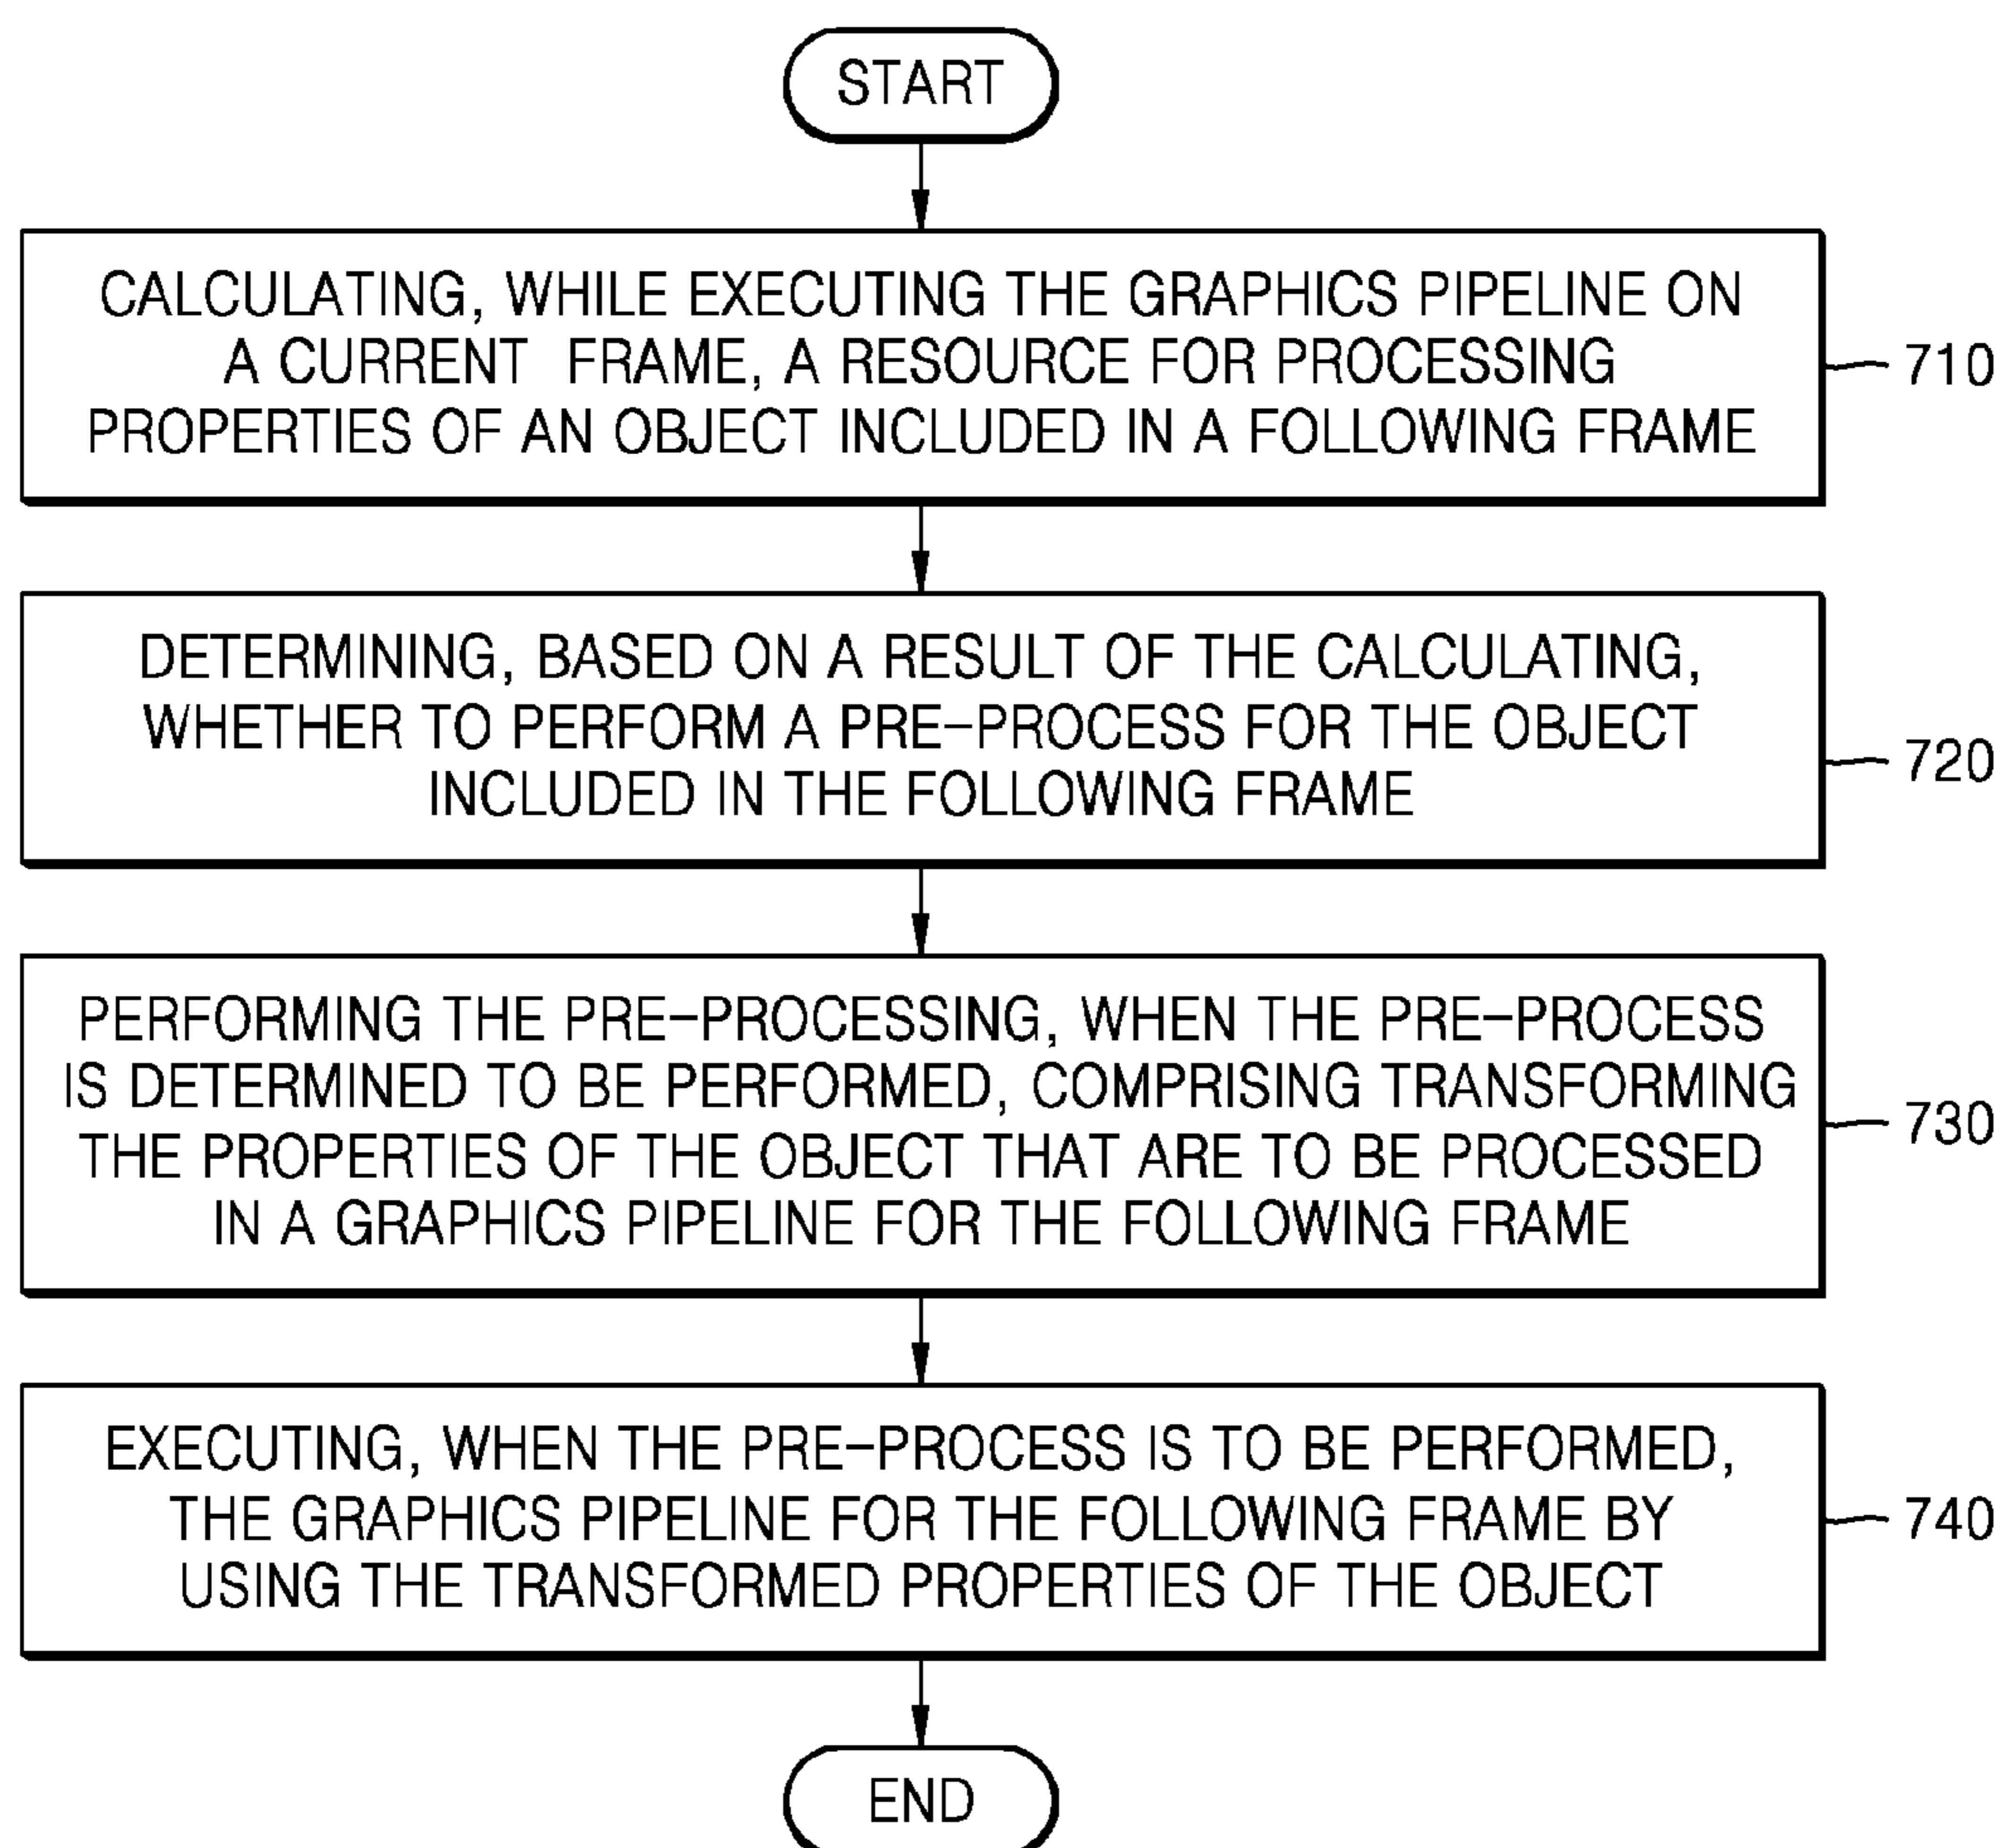 START
CALCULATING, WHILE EXECUTING THE GRAPHICS PIPELINE ON
A CURRENT FRAME, A RESOURCE FOR PROCESSING
PROPERTIES OF AN OBJECT INCLUDED IN A FOLLOWING FRAME
710
DETERMINING, BASED ON A RESULT OF THE CALCULATING,
WHETHER TO PERFORM A PRE-PROCESS FOR THE OBJECT
INCLUDED IN THE FOLLOWING FRAME
720
PERFORMING THE PRE-PROCESSING, WHEN THE PRE-PROCESS
IS DETERMINED TO BE PERFORMED, COMPRISING TRANSFORMING
THE PROPERTIES OF THE OBJECT THAT ARE TO BE PROCESSED
IN A GRAPHICS PIPELINE FOR THE FOLLOWING FRAME
730
EXECUTING, WHEN THE PRE-PROCESS IS TO BE PERFORMED,
THE GRAPHICS PIPELINE FOR THE FOLLOWING FRAME BY
USING THE TRANSFORMED PROPERTIES OF THE OBJECT
740
END